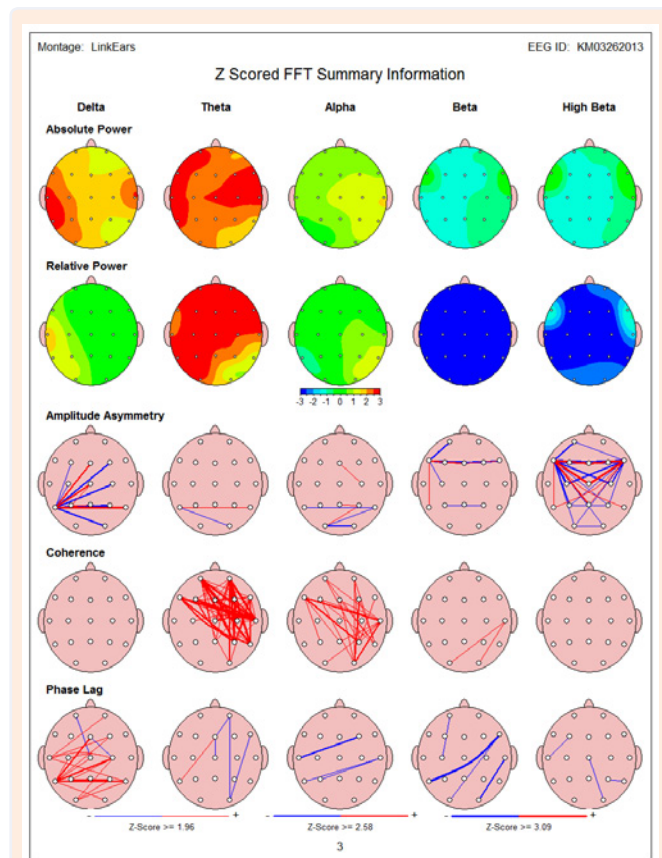 Montage: LinkEars EEG ID: KM03262013
Z Scored FFT Summary Information
Delta Theta Alpha Beta High Beta
Absolute Power
Relative Power
-3 -2 -1 0 1 2 3
Amplitude Asymmetry
Coherence
Phase Lag
- + - + - +
Z-Score >= 1.96 Z-Score >= 2.58 Z-Score >= 3.09
3